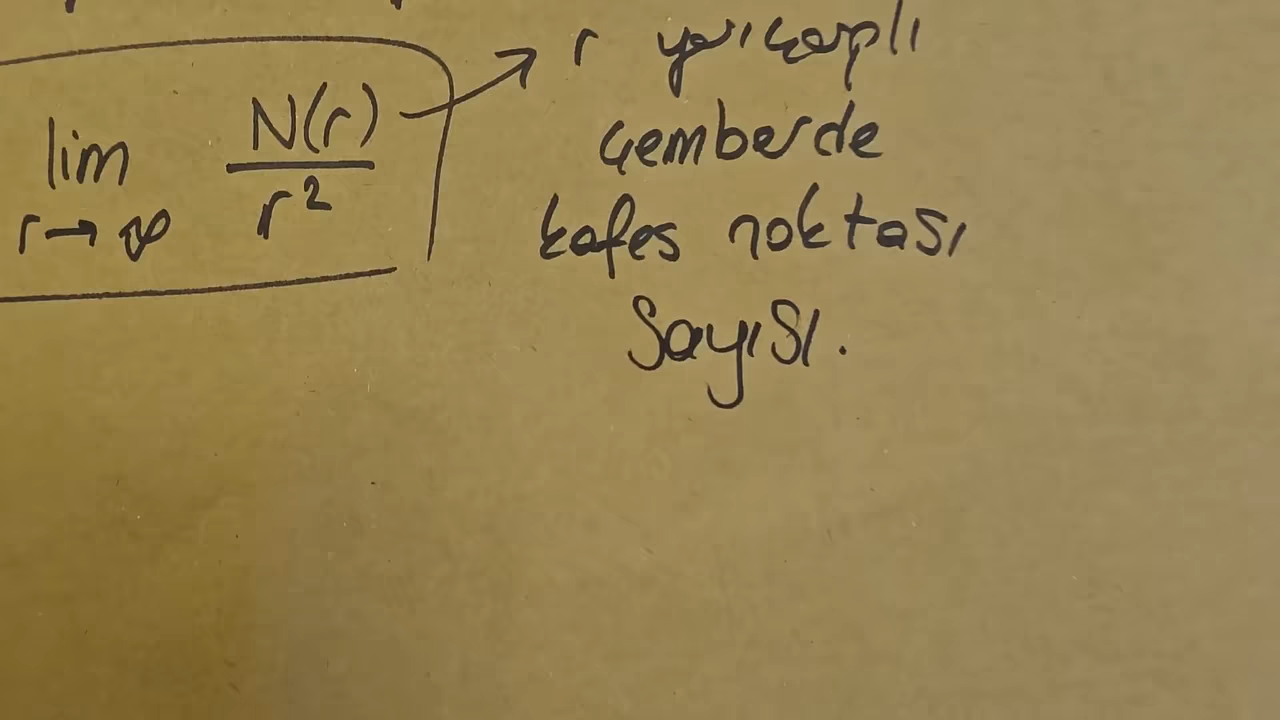 lim N(r)
r→∞ r²
r yarıçaplı
çemberde
kafes noktası
sayısı.